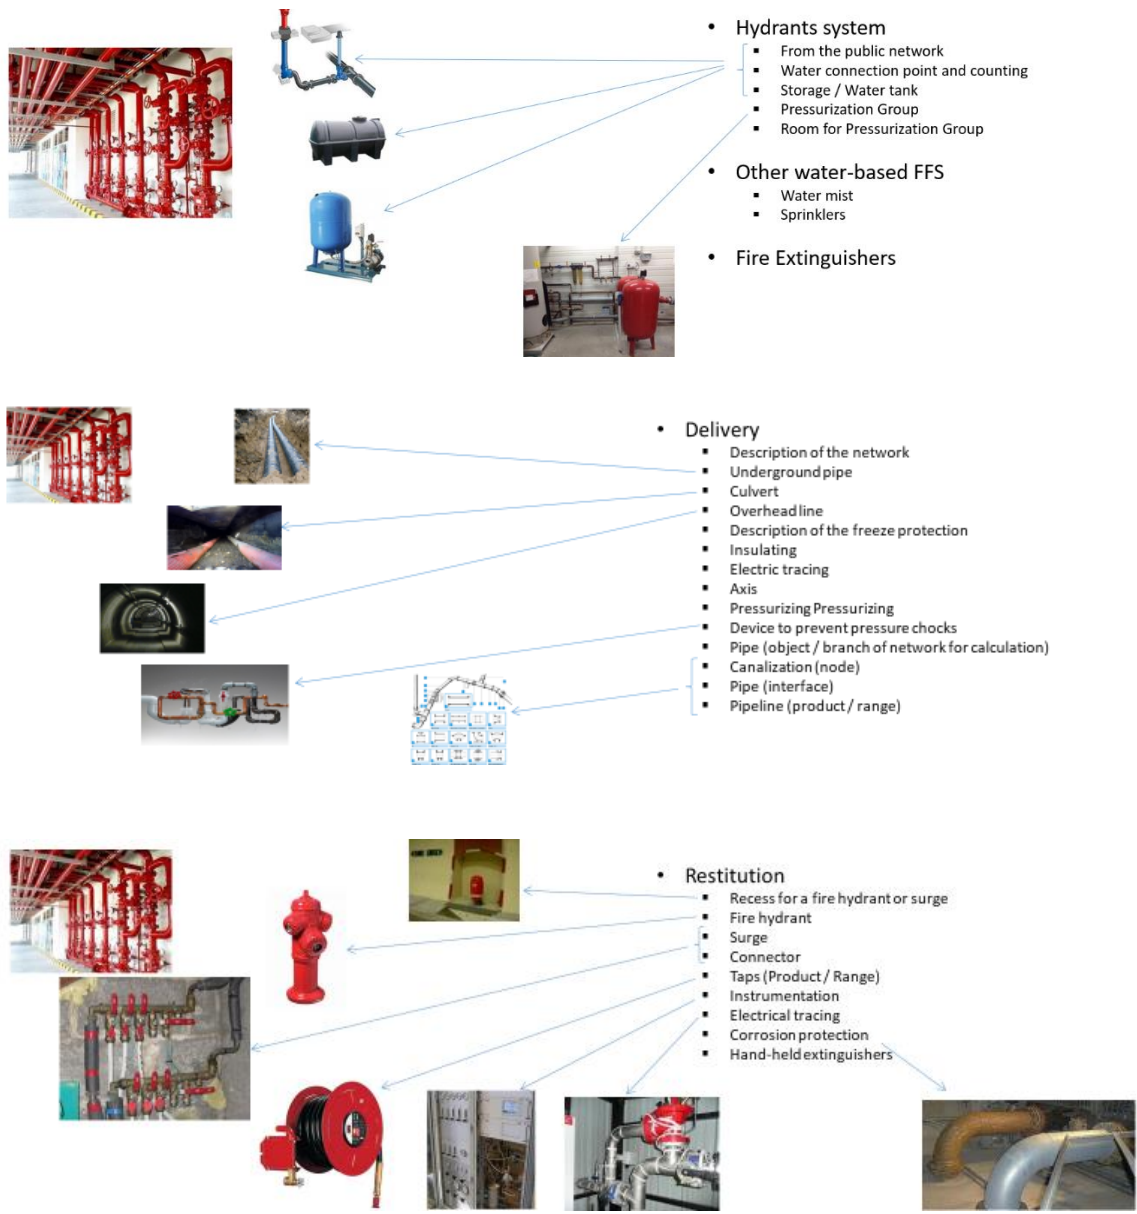 Hydrants system
From the public network
Water connection point and counting
Storage / Water tank
Pressurization Group
Room for Pressurization Group
Other water-based FFS
Water mist
Sprinklers
Fire Extinguishers
Delivery
Description of the network
Underground pipe
Culvert
Overhead line
Description of the freeze protection
Insulating
Electric tracing
Axis
Pressurizing Pressurizing
Device to prevent pressure chocks
Pipe (object / branch of network for calculation)
Canalization (node)
Pipe (interface)
Pipeline (product / range)
Restitution
Recess for a fire hydrant or surge
Fire hydrant
Surge
Connector
Taps (Product / Range)
Instrumentation
Electrical tracing
Corrosion protection
Hand-held extinguishers